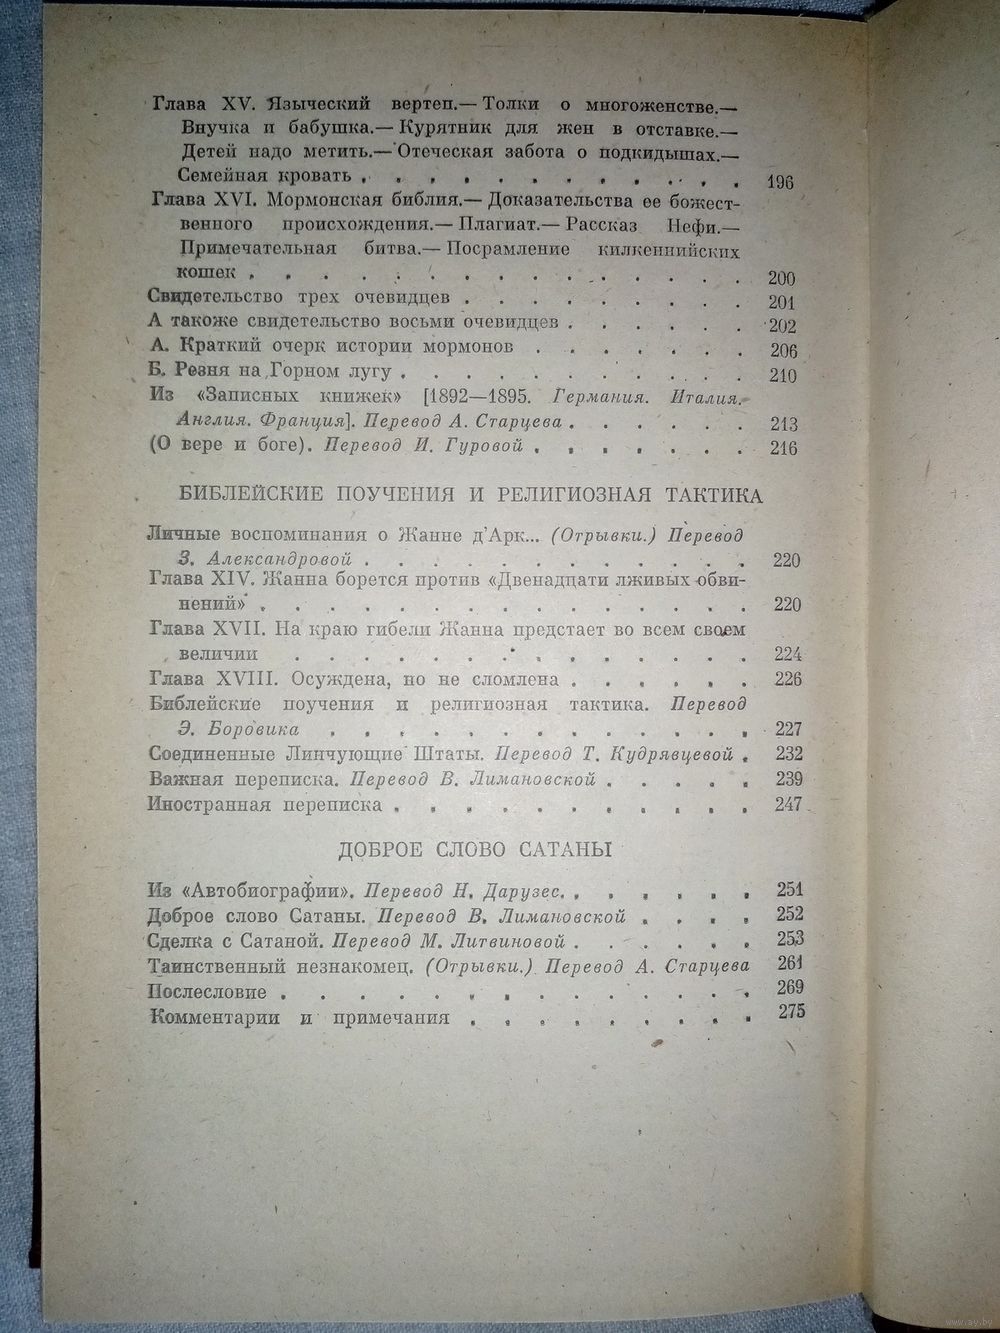 Глава XV. Языческий вертеп.— Толки о многоженстве.—
Внучка и бабушка.— Курятник для жен в отставке.—
Детей надо метить.— Отеческая забота о подкидышах.—
Семейная кровать . . . . . . . . . . . . 196
Глава XVI. Мормонская библия.— Доказательства ее божест-
венного происхождения.— Плагиат.— Рассказ Нефи.—
Примечательная битва.— Посрамление килкеннийских
кошек . . . . . . . . . . . . . . . 200
Свидетельство трех очевидцев . . . . . . . . . 201
А такоже свидетельство восьми очевидцев . . . . . . 202
А. Краткий очерк истории мормонов . . . . . . . 206
Б. Резня на Горном лугу . . . . . . . . . . 210
Из «Записных книжек» [1892—1895. Германия. Италия.
Англия. Франция]. Перевод А. Старцева . . . . . . 213
(О вере и боге). Перевод И. Гуровой . . . . . . . 216
БИБЛЕЙСКИЕ ПОУЧЕНИЯ И РЕЛИГИОЗНАЯ ТАКТИКА
Личные воспоминания о Жанне д’Арк... (Отрывки.) Перевод
З. Александровой . . . . . . . . . . . . 220
Глава XIV. Жанна борется против «Двенадцати лживых обви-
нений» . . . . . . . . . . . . . . . 220
Глава XVII. На краю гибели Жанна предстает во всем своем
величии . . . . . . . . . . . . . . 224
Глава XVIII. Осуждена, но не сломлена . . . . . . 226
Библейские поучения и религиозная тактика. Перевод
Э. Боровика . . . . . . . . . . . . . 227
Соединенные Линчующие Штаты. Перевод Т. Кудрявцевой . 232
Важная переписка. Перевод В. Лимановской . . . . . 239
Иностранная переписка . . . . . . . . . . . 247
ДОБРОЕ СЛОВО САТАНЫ
Из «Автобиографии». Перевод Н. Дарузес. . . . . . . 251
Доброе слово Сатаны. Перевод В. Лимановской . . . . 252
Сделка с Сатаной. Перевод М. Литвиновой . . . . . . 253
Таинственный незнакомец. (Отрывки.) Перевод А. Старцева 261
Послесловие . . . . . . . . . . . . . . 269
Комментарии и примечания . . . . . . . . . 275
www.ay.by